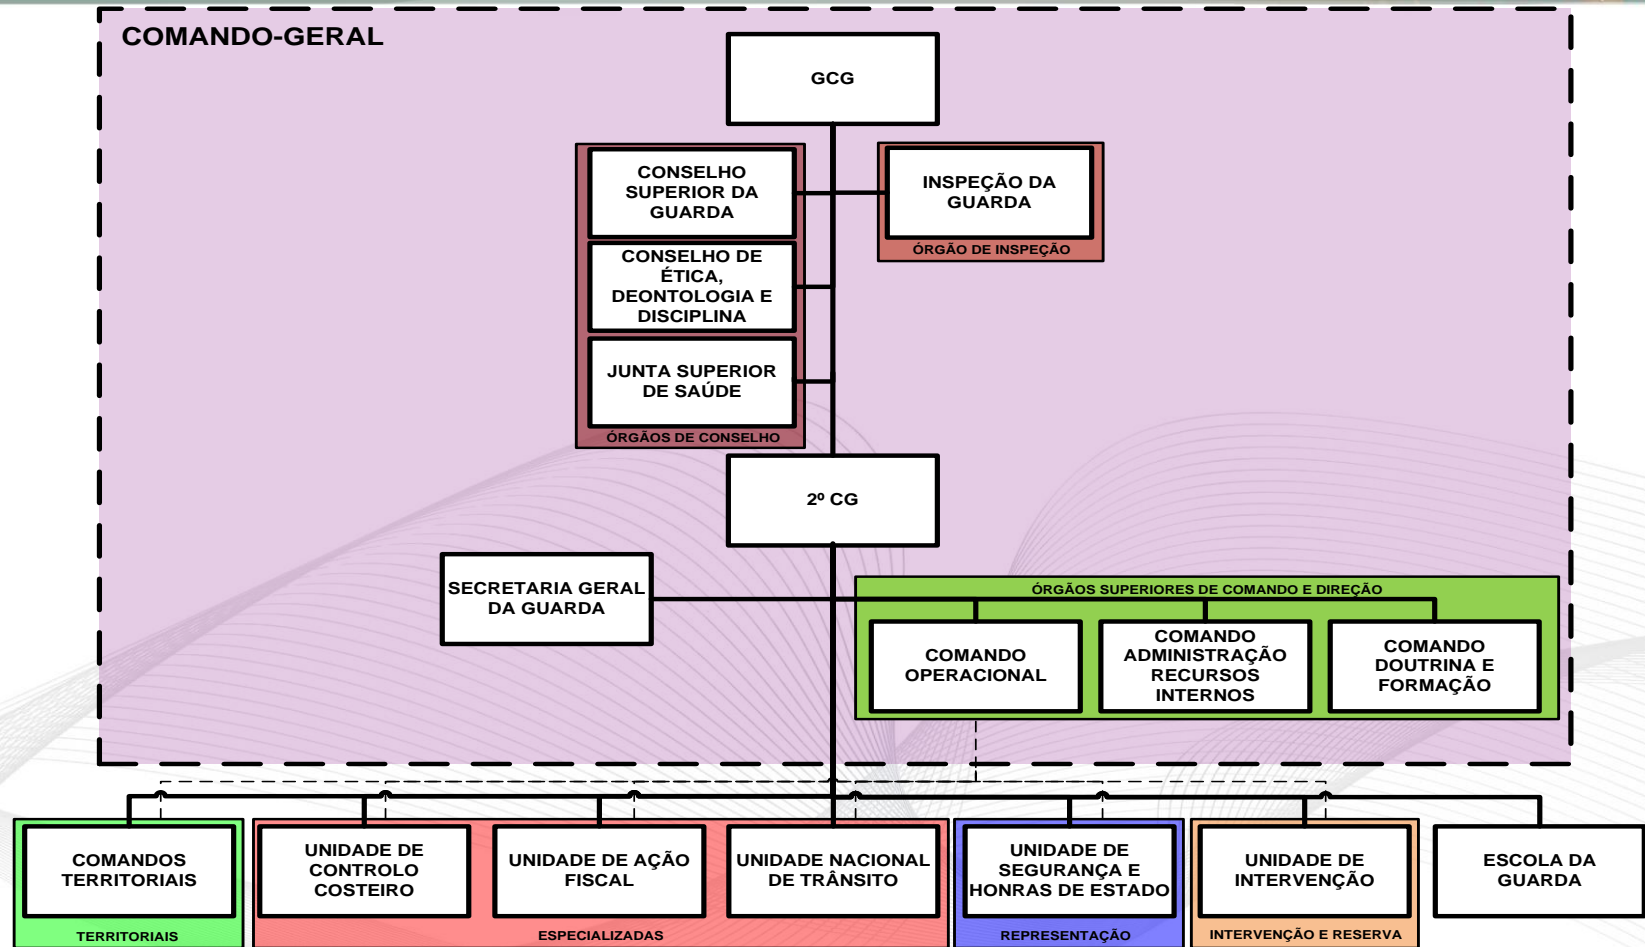 COMANDO-GERAL
GCG
CONSELHO
SUPERIOR DA
GUARDA
INSPEÇÃO DA
GUARDA
ÓRGÃO DE INSPEÇÃO
CONSELHO DE
ÉTICA,
DEONTOLOGIA E
DISCIPLINA
JUNTA SUPERIOR
DE SAÚDE
ÓRGÃOS DE CONSELHO
2º CG
SECRETARIA GERAL
DA GUARDA
ÓRGÃOS SUPERIORES DE COMANDO E DIREÇÃO
COMANDO
OPERACIONAL
COMANDO
ADMINISTRAÇÃO
RECURSOS
INTERNOS
COMANDO
DOUTRINA E
FORMAÇÃO
COMANDOS
TERRITORIAIS
TERRITORIAIS
UNIDADE DE
CONTROLO
COSTEIRO
UNIDADE DE AÇÃO
FISCAL
UNIDADE NACIONAL
DE TRÂNSITO
ESPECIALIZADAS
UNIDADE DE
SEGURANÇA E
HONRAS DE ESTADO
REPRESENTAÇÃO
UNIDADE DE
INTERVENÇÃO
INTERVENÇÃO E RESERVA
ESCOLA DA
GUARDA